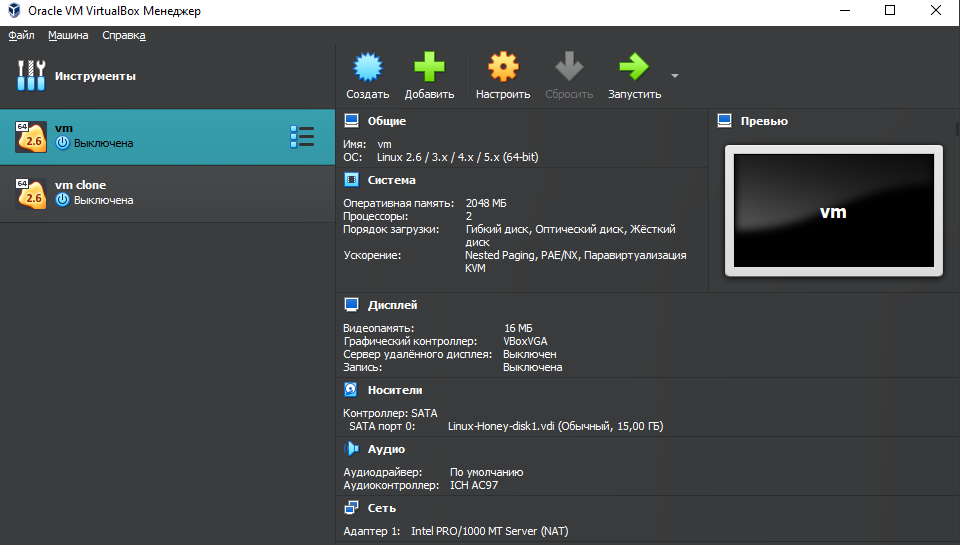 Oracle VM VirtualBox Менеджер
Файл Машина Справка
Инструменты
Создать Добавить Настроить Сбросить Запустить
64
2.6
vm
Выключена
64
2.6
vm clone
Выключена
Общие
Имя: vm
ОС: Linux 2.6 / 3.x / 4.x / 5.x (64-bit)
Система
Оперативная память: 2048 МБ
Процессоры: 2
Порядок загрузки: Гибкий диск, Оптический диск, Жёсткий
диск
Ускорение: Nested Paging, PAE/NX, Паравиртуализация
KVM
Превью
vm
Дисплей
Видеопамять: 16 МБ
Графический контроллер: VBoxVGA
Сервер удалённого дисплея: Выключен
Запись: Выключена
Носители
Контроллер: SATA
SATA порт 0: Linux-Honey-disk1.vdi (Обычный, 15,00 ГБ)
Аудио
Аудиодрайвер: По умолчанию
Аудиоконтроллер: ICH AC97
Сеть
Адаптер 1: Intel PRO/1000 MT Server (NAT)